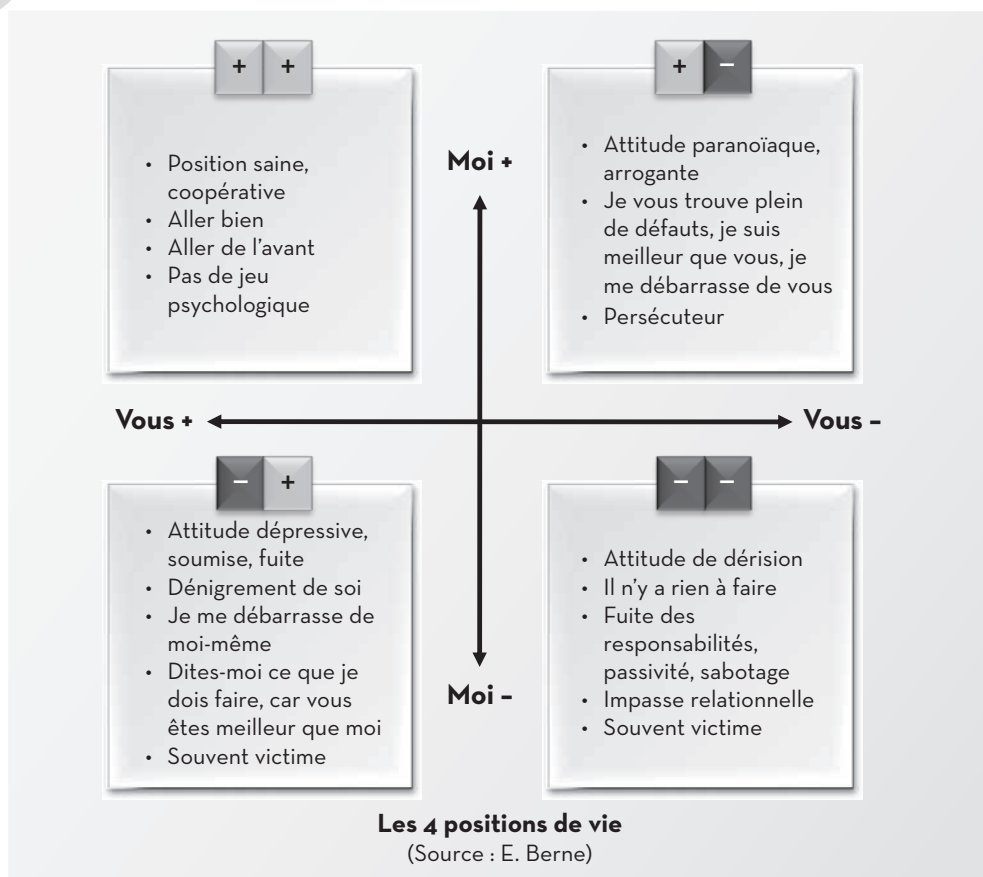 + +
• Position saine,
coopérative
• Aller bien
• Aller de l'avant
• Pas de jeu
psychologique
Moi +
+ −
• Attitude paranoïaque,
arrogante
• Je vous trouve plein
de défauts, je suis
meilleur que vous, je
me débarrasse de vous
• Persécuteur
Vous +
Vous –
− +
• Attitude dépressive,
soumise, fuite
• Dénigrement de soi
• Je me débarrasse de
moi-même
• Dites-moi ce que je
dois faire, car vous
êtes meilleur que moi
• Souvent victime
Moi –
− −
• Attitude de dérision
• Il n'y a rien à faire
• Fuite des
responsabilités,
passivité, sabotage
• Impasse relationnelle
• Souvent victime
Les 4 positions de vie
(Source : E. Berne)